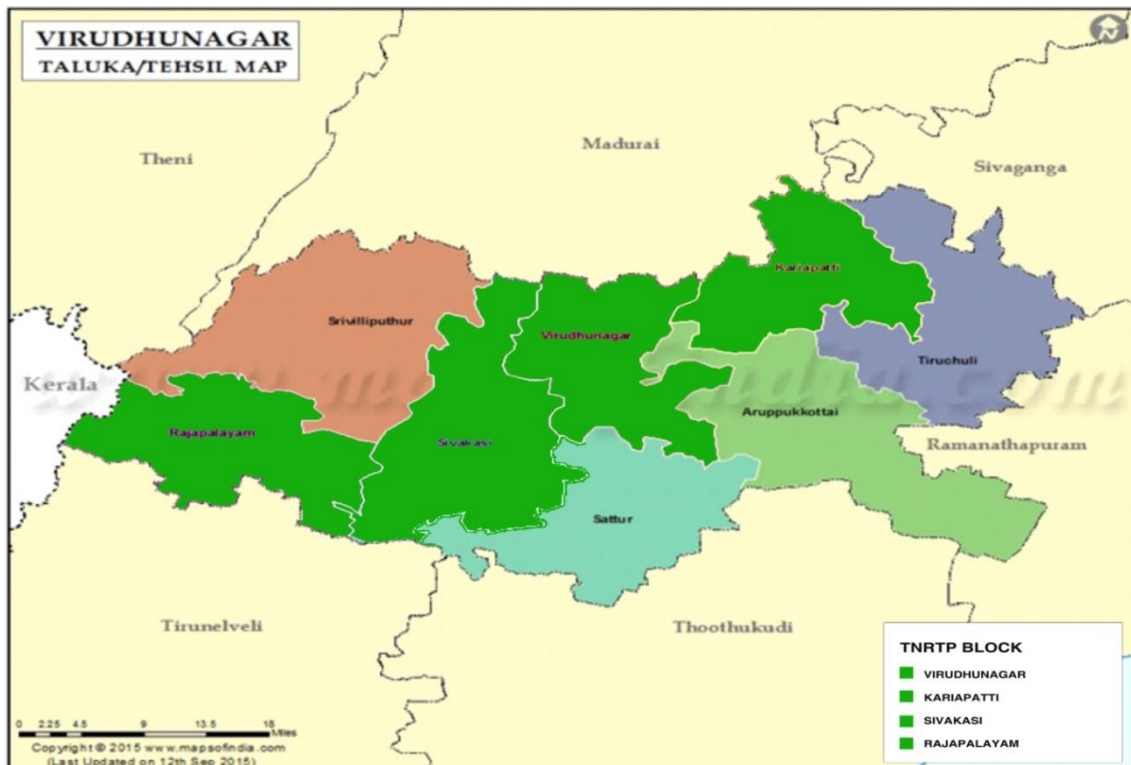 VIRUDHUNAGAR
TALUKA/TEHSIL MAP
N
Theni
Madurai
Sivaganga
Kariapatti
Srivilliputhur
Virudhunagar
Tiruchuli
Kerala
Aruppukkottai
Rajapalayam
Sivakasi
Ramanathapuram
Sattur
Tirunelveli
Thoothukudi
TNRTP BLOCK
VIRUDHUNAGAR
KARIAPATTI
SIVAKASI
RAJAPALAYAM
0 2.25 4.5 9 13.5 18
Miles
Copyright © 2015 www.mapsofindia.com
(Last Updated on 12th Sep 2015)